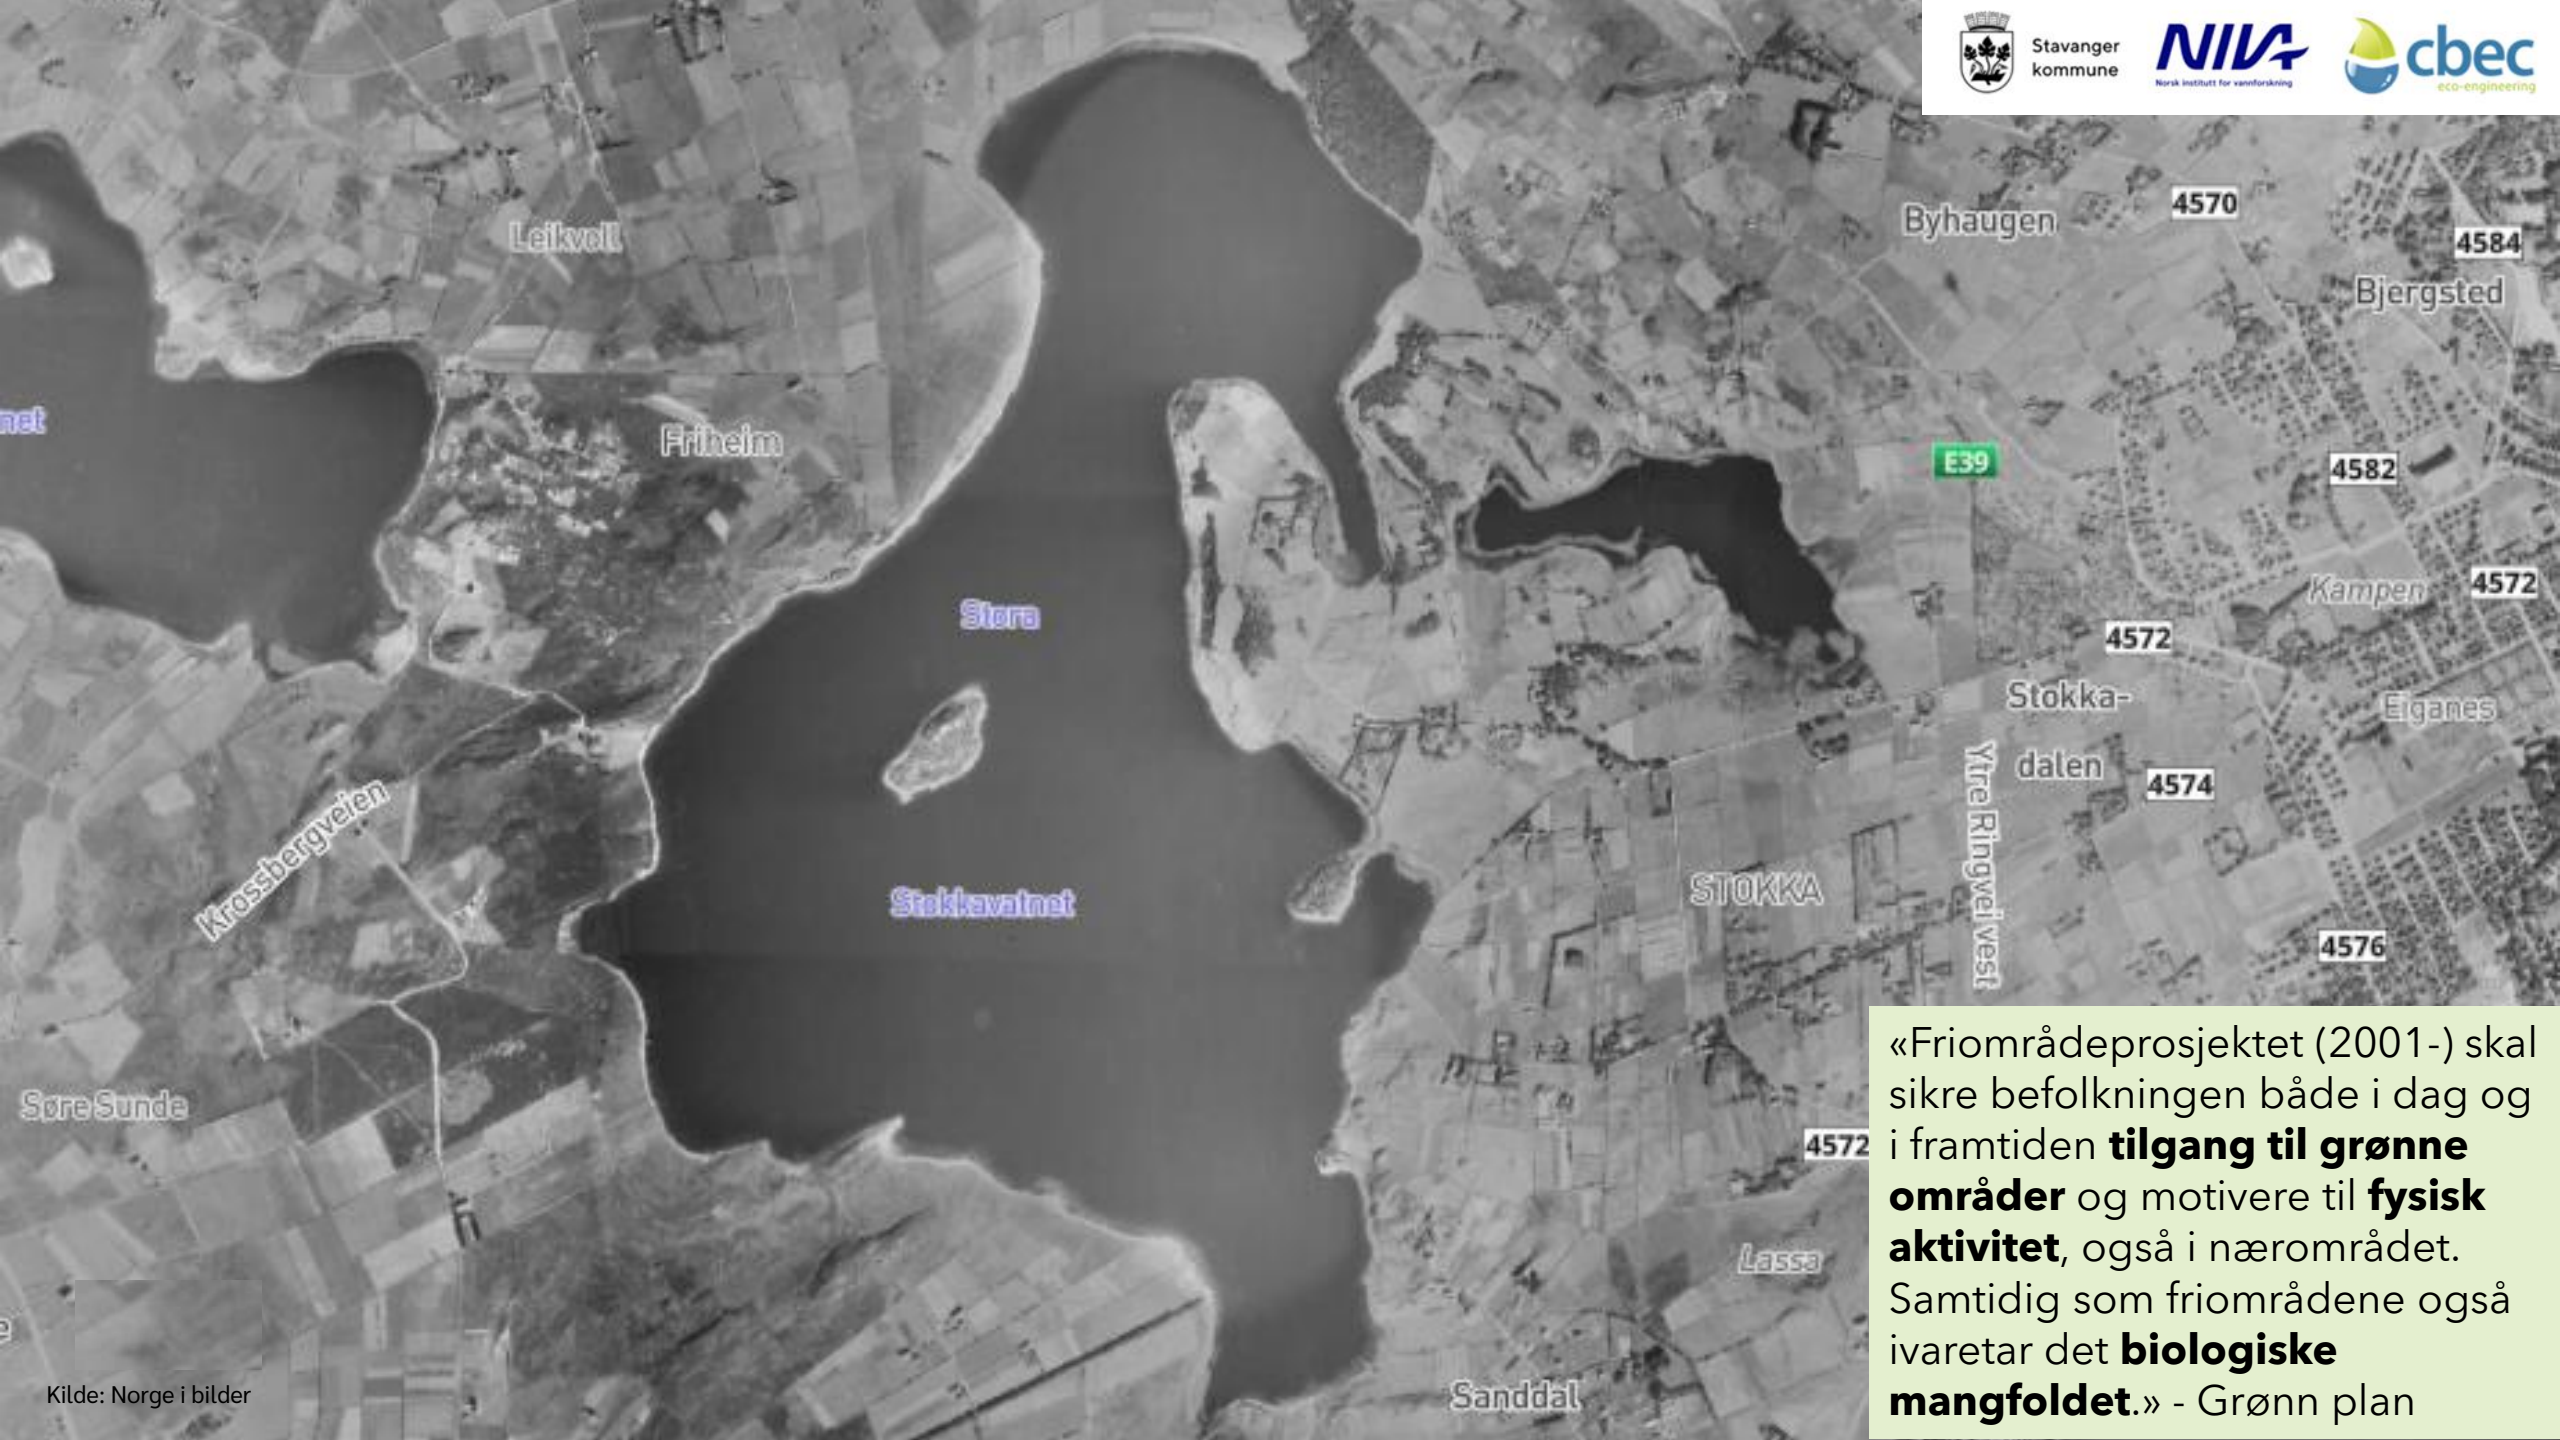 Stavanger
kommune
NIVA
Norsk institutt for vannforskning
cbec
eco-engineering
Byhaugen
4570
4584
Leikvoll
Bjergsted
net
Friheim
E39
4582
Kampen
4572
Stora
4572
Stokka-
dalen
Eiganes
Ytre Ringvei vest
4574
Krossbergveien
Stokkavatnet
STOKKA
4576
Søre Sunde
4572
Lassa
e
Sanddal
Kilde: Norge i bilder
«Friområdeprosjektet (2001-) skal
sikre befolkningen både i dag og
i framtiden tilgang til grønne
områder og motivere til fysisk
aktivitet, også i nærområdet.
Samtidig som friområdene også
ivaretar det biologiske
mangfoldet.» - Grønn plan